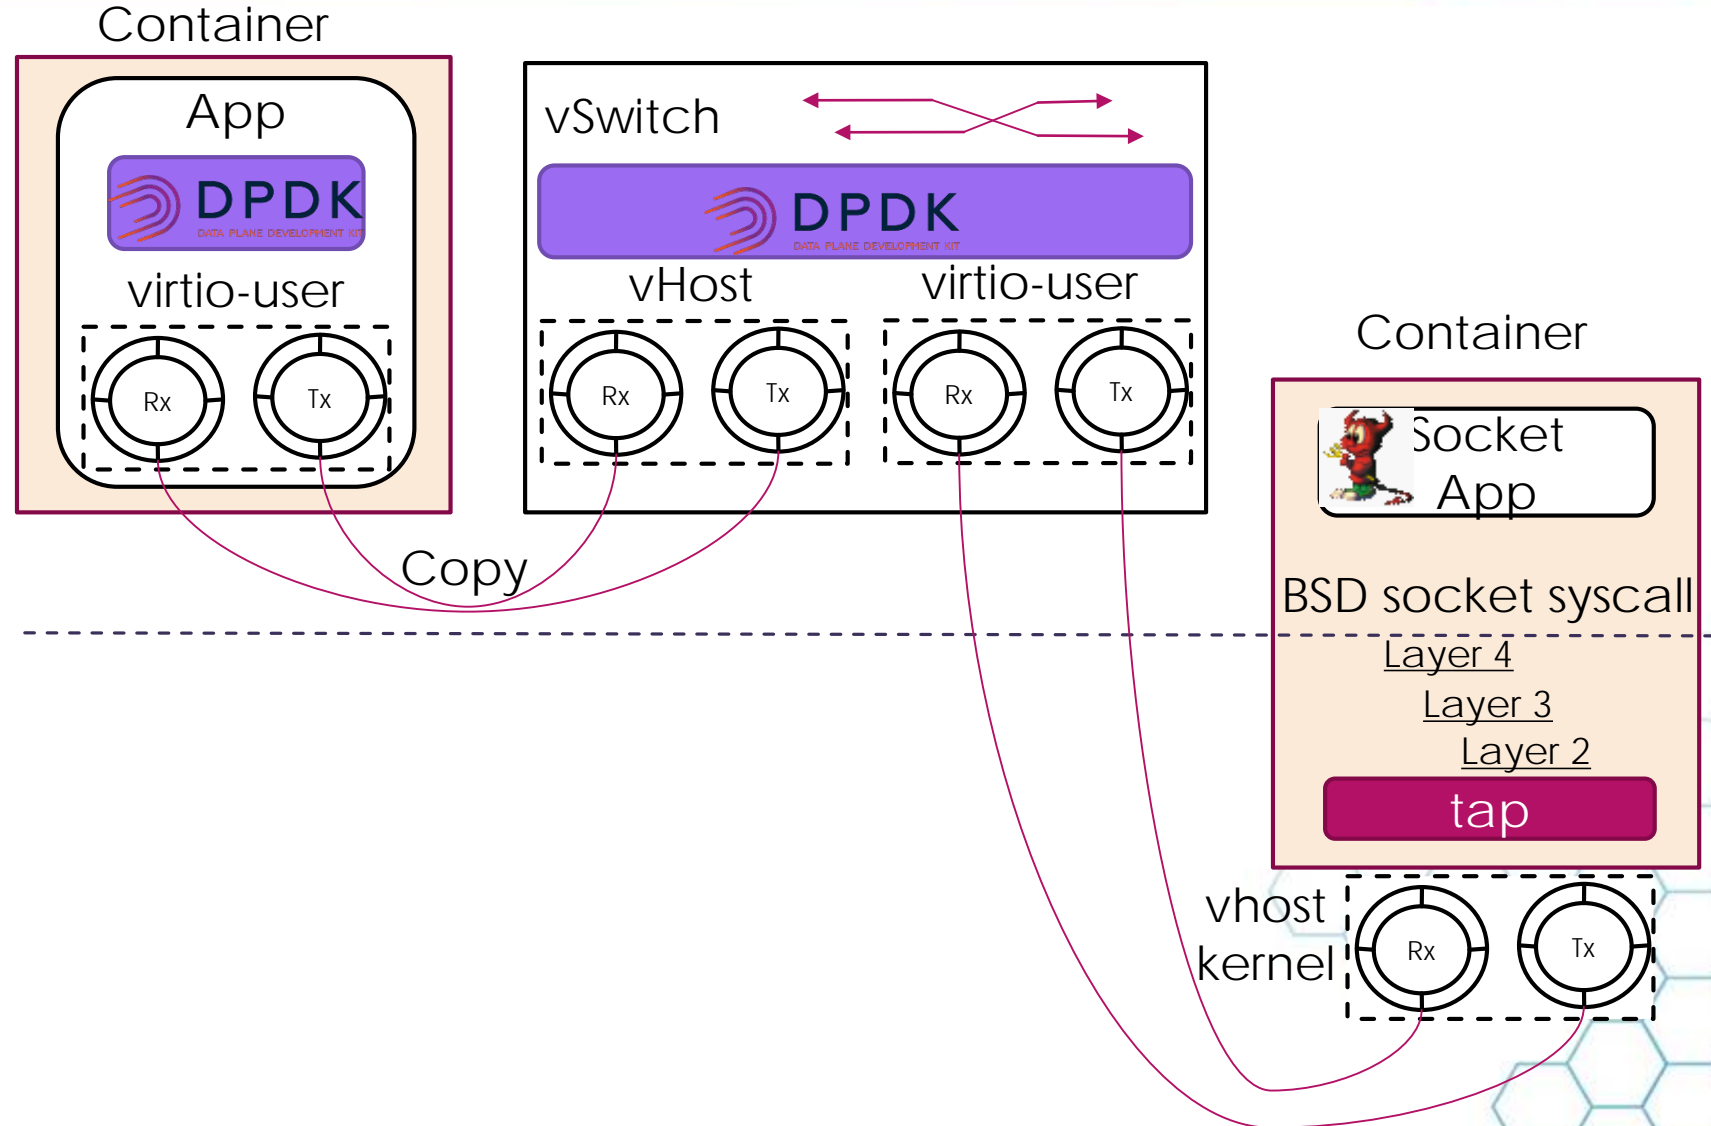 Container
App
DPDK
DATA PLANE DEVELOPMENT KIT
virtio-user
Rx
Tx
vSwitch
DPDK
DATA PLANE DEVELOPMENT KIT
vHost
virtio-user
Rx
Tx
Rx
Tx
Copy
Container
Socket
App
BSD socket syscall
Layer 4
Layer 3
Layer 2
tap
vhost
kernel
Rx
Tx